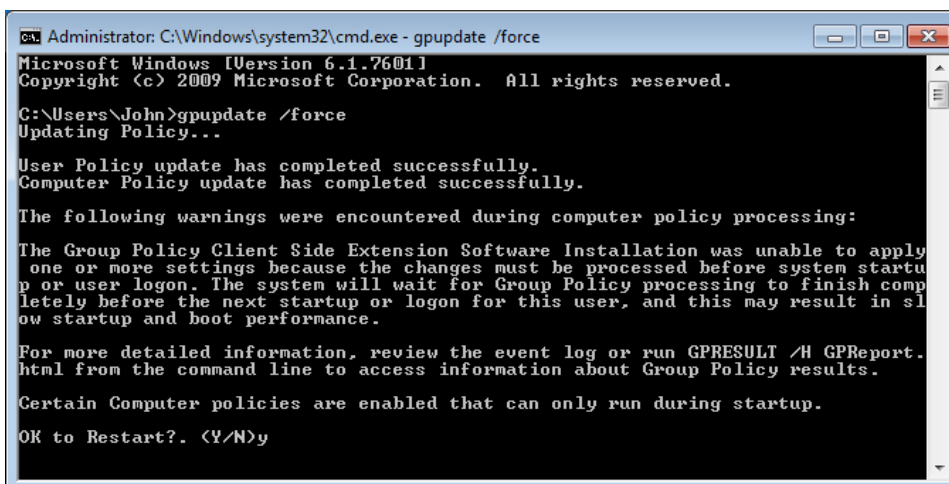 Administrator: C:\Windows\system32\cmd.exe - gpupdate /force
Microsoft Windows [Version 6.1.7601]
Copyright (c) 2009 Microsoft Corporation.  All rights reserved.
C:\Users\John>gpupdate /force
Updating Policy...
User Policy update has completed successfully.
Computer Policy update has completed successfully.
The following warnings were encountered during computer policy processing:
The Group Policy Client Side Extension Software Installation was unable to apply
 one or more settings because the changes must be processed before system startu
p or user logon. The system will wait for Group Policy processing to finish comp
letely before the next startup or logon for this user, and this may result in sl
ow startup and boot performance.
For more detailed information, review the event log or run GPRESULT /H GPReport.
html from the command line to access information about Group Policy results.
Certain Computer policies are enabled that can only run during startup.
OK to Restart?. (Y/N)y